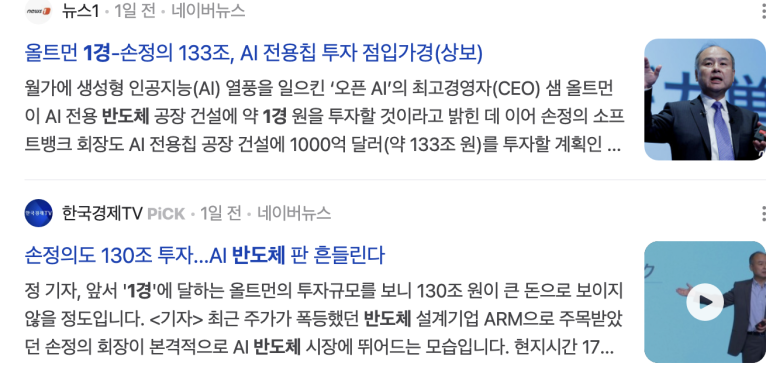 뉴스1 · 1일 전 · 네이버뉴스
올트먼 1경-손정의 133조, AI 전용칩 투자 점입가경(상보)
월가에 생성형 인공지능(AI) 열풍을 일으킨 ‘오픈 AI’의 최고경영자(CEO) 샘 올트먼
이 AI 전용 반도체 공장 건설에 약 1경 원을 투자할 것이라고 밝힌 데 이어 손정의 소프
트뱅크 회장도 AI 전용칩 공장 건설에 1000억 달러(약 133조 원)를 투자할 계획인 ...
한국경제TV PiCK · 1일 전 · 네이버뉴스
손정의도 130조 투자...AI 반도체 판 흔들린다
정 기자, 앞서 '1경'에 달하는 올트먼의 투자규모를 보니 130조 원이 큰 돈으로 보이지
않을 정도입니다. <기자> 최근 주가가 폭등했던 반도체 설계기업 ARM으로 주목받았
던 손정의 회장이 본격적으로 AI 반도체 시장에 뛰어드는 모습입니다. 현지시간 17...